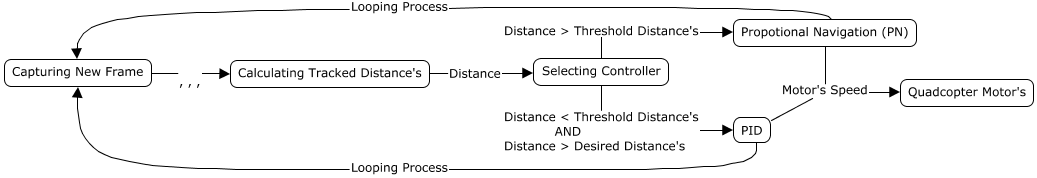 Looping Process
Distance > Threshold Distance's
Propotional Navigation (PN)
Capturing New Frame
, , ,
Calculating Tracked Distance's
Distance
Selecting Controller
Motor's Speed
Quadcopter Motor's
Distance < Threshold Distance's
AND
Distance > Desired Distance's
PID
Looping Process